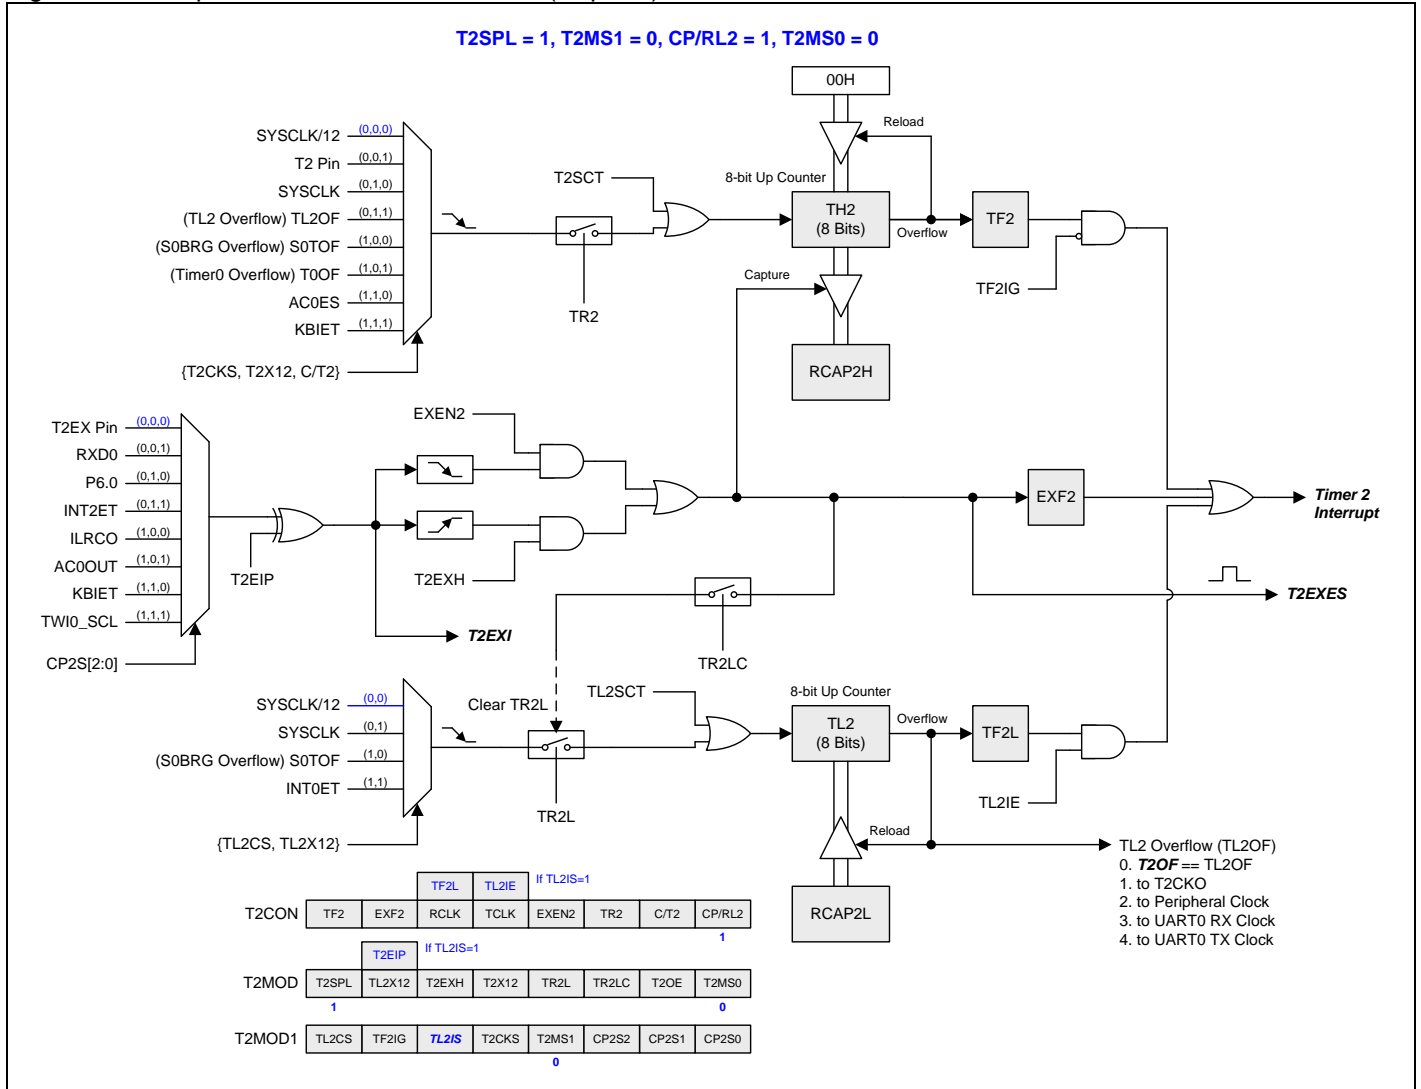 T2SPL = 1, T2MS1 = 0, CP/RL2 = 1, T2MS0 = 0
00H
Reload
SYSCLK/12 (0,0,0)
T2 Pin (0,0,1)
SYSCLK (0,1,0)
(TL2 Overflow) TL2OF (0,1,1)
(S0BRG Overflow) S0TOF (1,0,0)
(Timer0 Overflow) T0OF (1,0,1)
AC0ES (1,1,0)
KBIET (1,1,1)
{T2CKS, T2X12, C/T2}
T2SCT
TR2
8-bit Up Counter
TH2
(8 Bits)
Overflow
TF2
TF2IG
Capture
RCAP2H
T2EX Pin (0,0,0)
RXD0 (0,0,1)
P6.0 (0,1,0)
INT2ET (0,1,1)
ILRCO (1,0,0)
AC0OUT (1,0,1)
KBIET (1,1,0)
TWI0_SCL (1,1,1)
CP2S[2:0]
T2EIP
EXEN2
T2EXH
T2EXI
EXF2
Timer 2
Interrupt
T2EXES
TR2LC
SYSCLK/12 (0,0)
SYSCLK (0,1)
(S0BRG Overflow) S0TOF (1,0)
INT0ET (1,1)
{TL2CS, TL2X12}
Clear TR2L
TR2L
TL2SCT
8-bit Up Counter
TL2
(8 Bits)
Overflow
TF2L
TL2IE
Reload
RCAP2L
TL2 Overflow (TL2OF)
0. T2OF == TL2OF
1. to T2CKO
2. to Peripheral Clock
3. to UART0 RX Clock
4. to UART0 TX Clock
TF2L TL2IE If TL2IS=1
T2CON TF2 EXF2 RCLK TCLK EXEN2 TR2 C/T2 CP/RL2
1
T2EIP If TL2IS=1
T2MOD T2SPL TL2X12 T2EXH T2X12 TR2L TR2LC T2OE T2MS0
1 0
T2MOD1 TL2CS TF2IG TL2IS T2CKS T2MS1 CP2S2 CP2S1 CP2S0
0